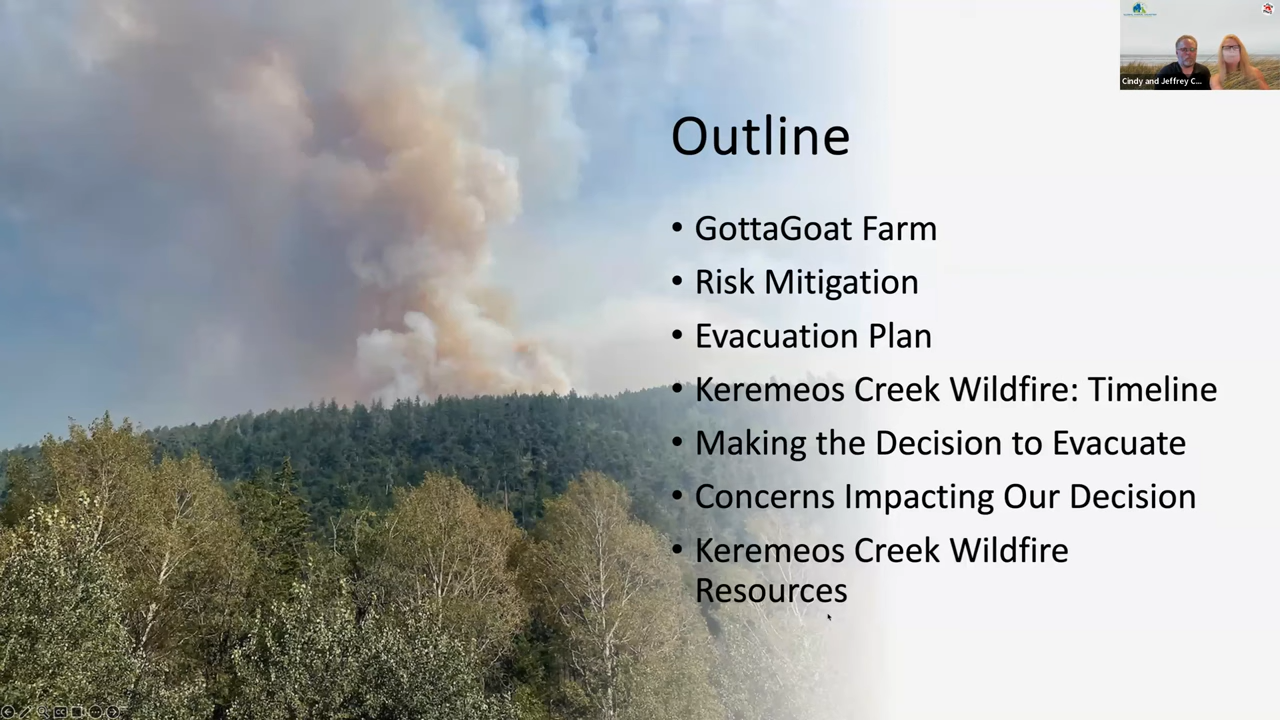 Cindy and Jeffrey C...
Outline
• GottaGoat Farm
• Risk Mitigation
• Evacuation Plan
• Keremeos Creek Wildfire: Timeline
• Making the Decision to Evacuate
• Concerns Impacting Our Decision
• Keremeos Creek Wildfire
Resources